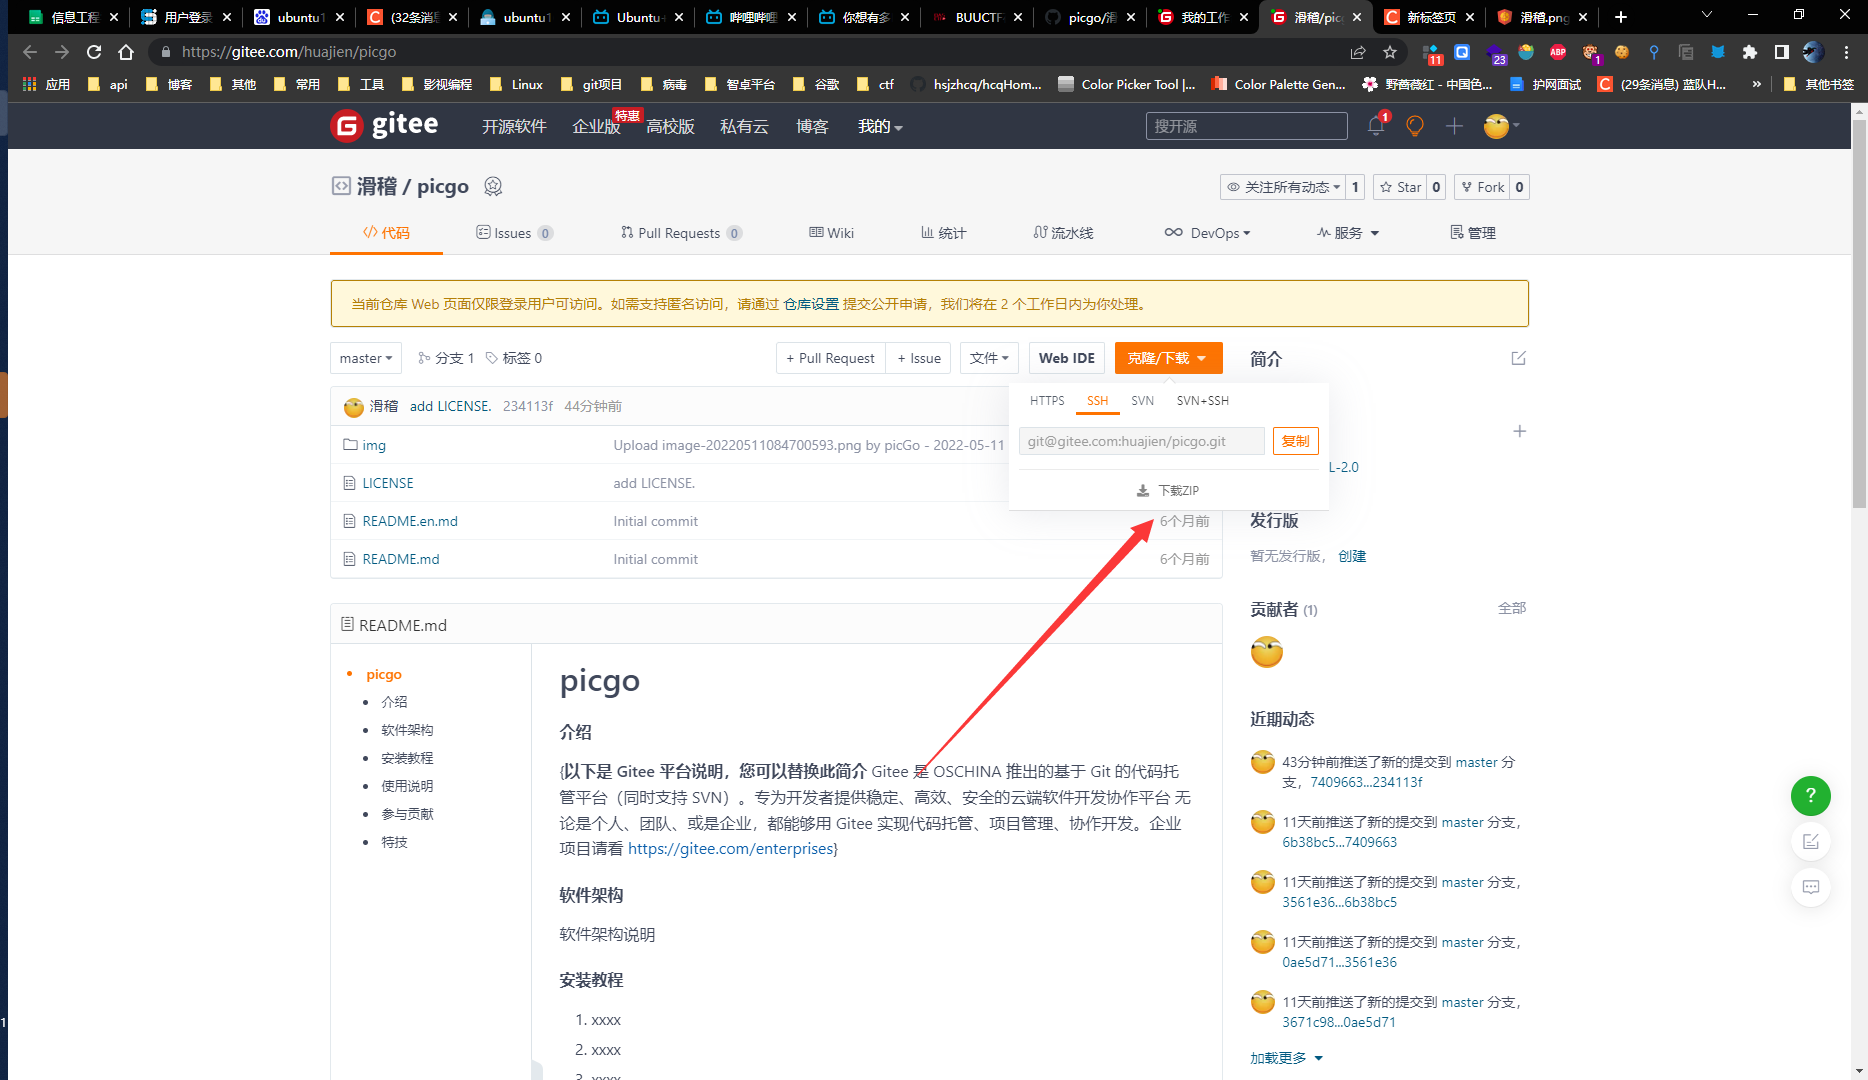 信息工程 用户登录 ubuntu1 (32条消息 ubuntu1 Ubuntu 哔哩哔哩 你想有多 BUUCTF picgo/滑 我的工作 滑稽/pic 新标签页 滑稽.png
https://gitee.com/huajien/picgo 11 23 ABP 1
应用 api 博客 其他 常用 工具 影视编程 Linux git项目 病毒 智卓平台 谷歌 ctf hsjzhcq/hcqHom... Color Picker Tool |... Color Palette Gen... 野蔷薇红 - 中国色... 护网面试 (29条消息) 蓝队H... » 其他书签
gitee 开源软件 企业版 特惠 高校版 私有云 博客 我的 搜开源 1
滑稽 / picgo 关注所有动态 1 Star 0 Fork 0
代码 Issues 0 Pull Requests 0 Wiki 统计 流水线 DevOps 服务 管理
当前仓库 Web 页面仅限登录用户可访问。如需支持匿名访问，请通过 仓库设置 提交公开申请，我们将在 2 个工作日内为你处理。
master 分支 1 标签 0 + Pull Request + Issue 文件 Web IDE 克隆/下载 简介
HTTPS SSH SVN SVN+SSH
滑稽 add LICENSE. 234113f 44分钟前
git@gitee.com:huajien/picgo.git 复制
img Upload image-20220511084700593.png by picGo - 2022-05-11
L-2.0
LICENSE add LICENSE.
下载ZIP
README.en.md Initial commit 6个月前
发行版
README.md Initial commit 6个月前
暂无发行版， 创建
贡献者 (1) 全部
README.md
picgo
介绍
软件架构
安装教程
使用说明
参与贡献
特技
picgo
介绍
{以下是 Gitee 平台说明，您可以替换此简介 Gitee 是 OSCHINA 推出的基于 Git 的代码托
管平台（同时支持 SVN）。专为开发者提供稳定、高效、安全的云端软件开发协作平台 无
论是个人、团队、或是企业，都能够用 Gitee 实现代码托管、项目管理、协作开发。企业
项目请看 https://gitee.com/enterprises}
软件架构
软件架构说明
安装教程
1. xxxx
2. xxxx
3. xxxx
近期动态
43分钟前推送了新的提交到 master 分
支，7409663...234113f
11天前推送了新的提交到 master 分支，
6b38bc5...7409663
11天前推送了新的提交到 master 分支，
3561e36...6b38bc5
11天前推送了新的提交到 master 分支，
0ae5d71...3561e36
11天前推送了新的提交到 master 分支，
3671c98...0ae5d71
加载更多
?
1